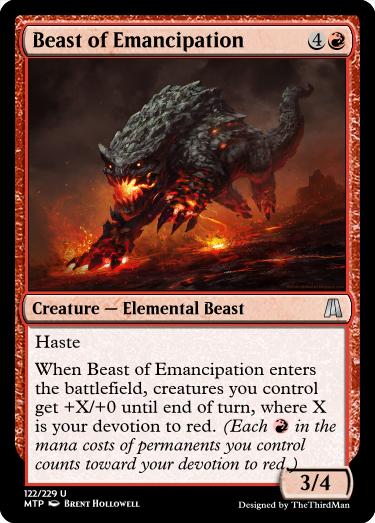 Beast of Emancipation 4
Creature — Elemental Beast
Haste
When Beast of Emancipation enters
the battlefield, creatures you control
get +X/+0 until end of turn, where X
is your devotion to red. (Each in the
mana costs of permanents you control
counts toward your devotion to red.)
3/4
122/229 U
MTP Brent Hollowell
Designed by TheThirdMan